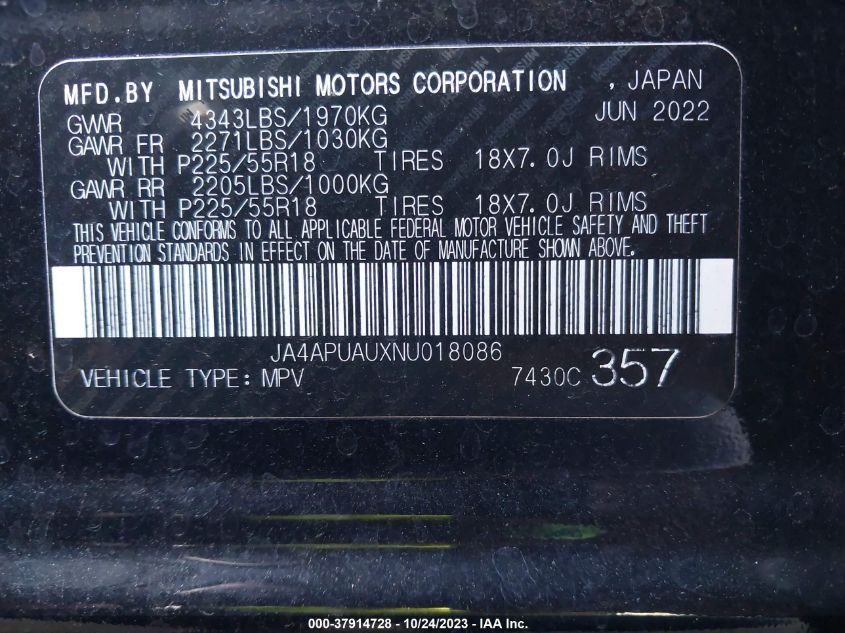 MFD.BY MITSUBISHI MOTORS CORPORATION , JAPAN
GVWR 4343LBS/1970KG JUN 2022
GAWR FR 2271LBS/1030KG
WITH P225/55R18 TIRES 18X7.0J RIMS
GAWR RR 2205LBS/1000KG
WITH P225/55R18 TIRES 18X7.0J RIMS
THIS VEHICLE CONFORMS TO ALL APPLICABLE FEDERAL MOTOR VEHICLE SAFETY AND THEFT
PREVENTION STANDARDS IN EFFECT ON THE DATE OF MANUFACTURE SHOWN ABOVE.
JA4APUAUXNU018086
VEHICLE TYPE: MPV 7430C 357
000-37914728 - 10/24/2023 - IAA Inc.